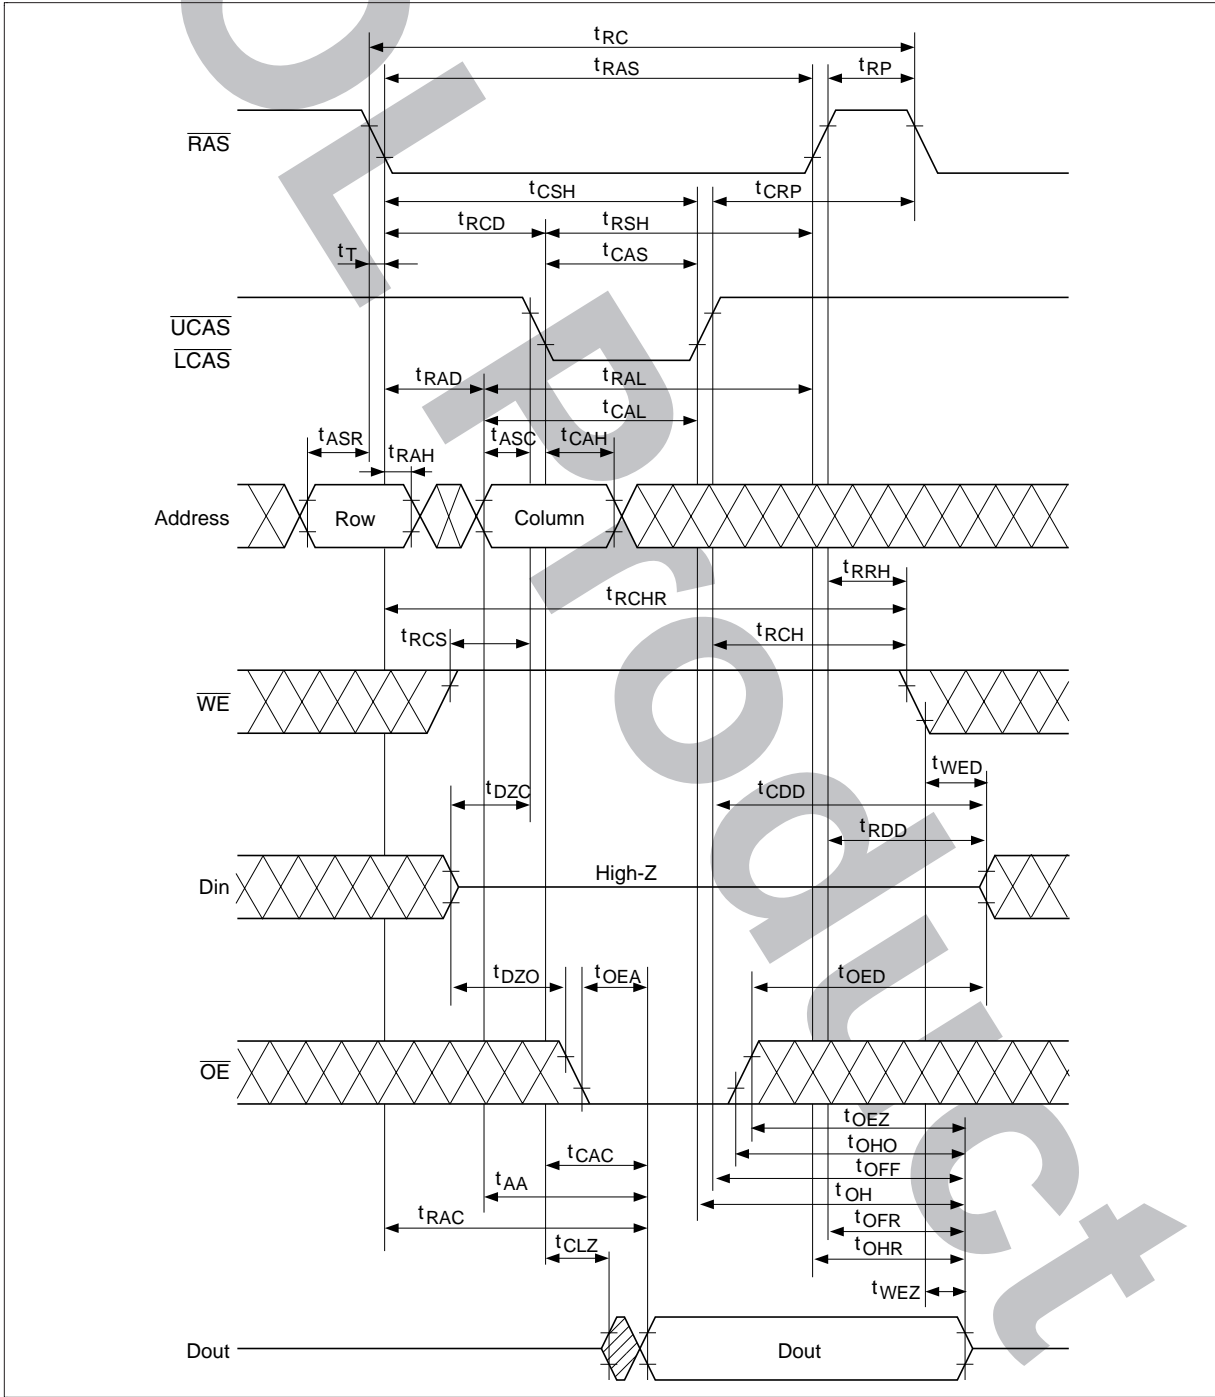 tRC
tRAS
tRP
RAS
tCSH
tCRP
tRCD
tRSH
tT
tCAS
UCAS
LCAS
tRAD
tRAL
tCAL
tASR
tRAH
tASC
tCAH
Address
Row
Column
tRRH
tRCHR
tRCS
tRCH
WE
tWED
tDZC
tCDD
tRDD
Din
High-Z
tDZO
tOEA
tOED
OE
tOEZ
tOHO
tCAC
tOFF
tAA
tOH
tRAC
tOFR
tCLZ
tOHR
tWEZ
Dout
Dout
L Product